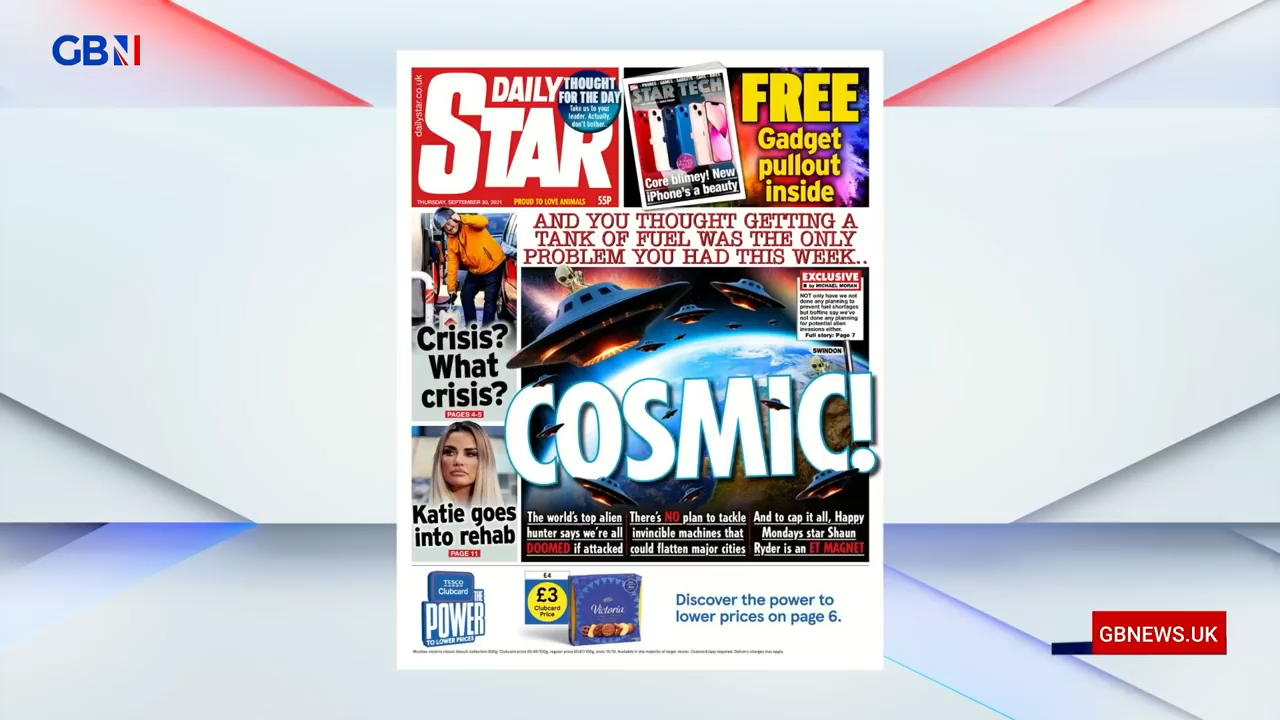 GBN
dailystar.co.uk
DAILY
STAR
THOUGHT
FOR THE DAY
Take us to your
leader. Actually,
don't bother.
THURSDAY, SEPTEMBER 30, 2021
PROUD TO LOVE ANIMALS
55P
STAR TECH
Core blimey! New
iPhone's a beauty
FREE
Gadget
pullout
inside
AND YOU THOUGHT GETTING A
TANK OF FUEL WAS THE ONLY
PROBLEM YOU HAD THIS WEEK..
Crisis?
What
crisis?
PAGES 4-5
EXCLUSIVE
by MICHAEL MORAN
NOT only have we not
done any planning to
prevent fuel shortages
but boffins say we've
not done any planning
for potential alien
invasions either.
Full story: Page 7
SWINDON
COSMIC!
Katie goes
into rehab
PAGE 11
The world's top alien
hunter says we're all
DOOMED if attacked
There's NO plan to tackle
invincible machines that
could flatten major cities
And to cap it all, Happy
Mondays star Shaun
Ryder is an ET MAGNET
TESCO
Clubcard
THE
POWER
TO LOWER PRICES
£4
£3
Clubcard
Price
Victoria
Discover the power to
lower prices on page 6.
GBNEWS.UK